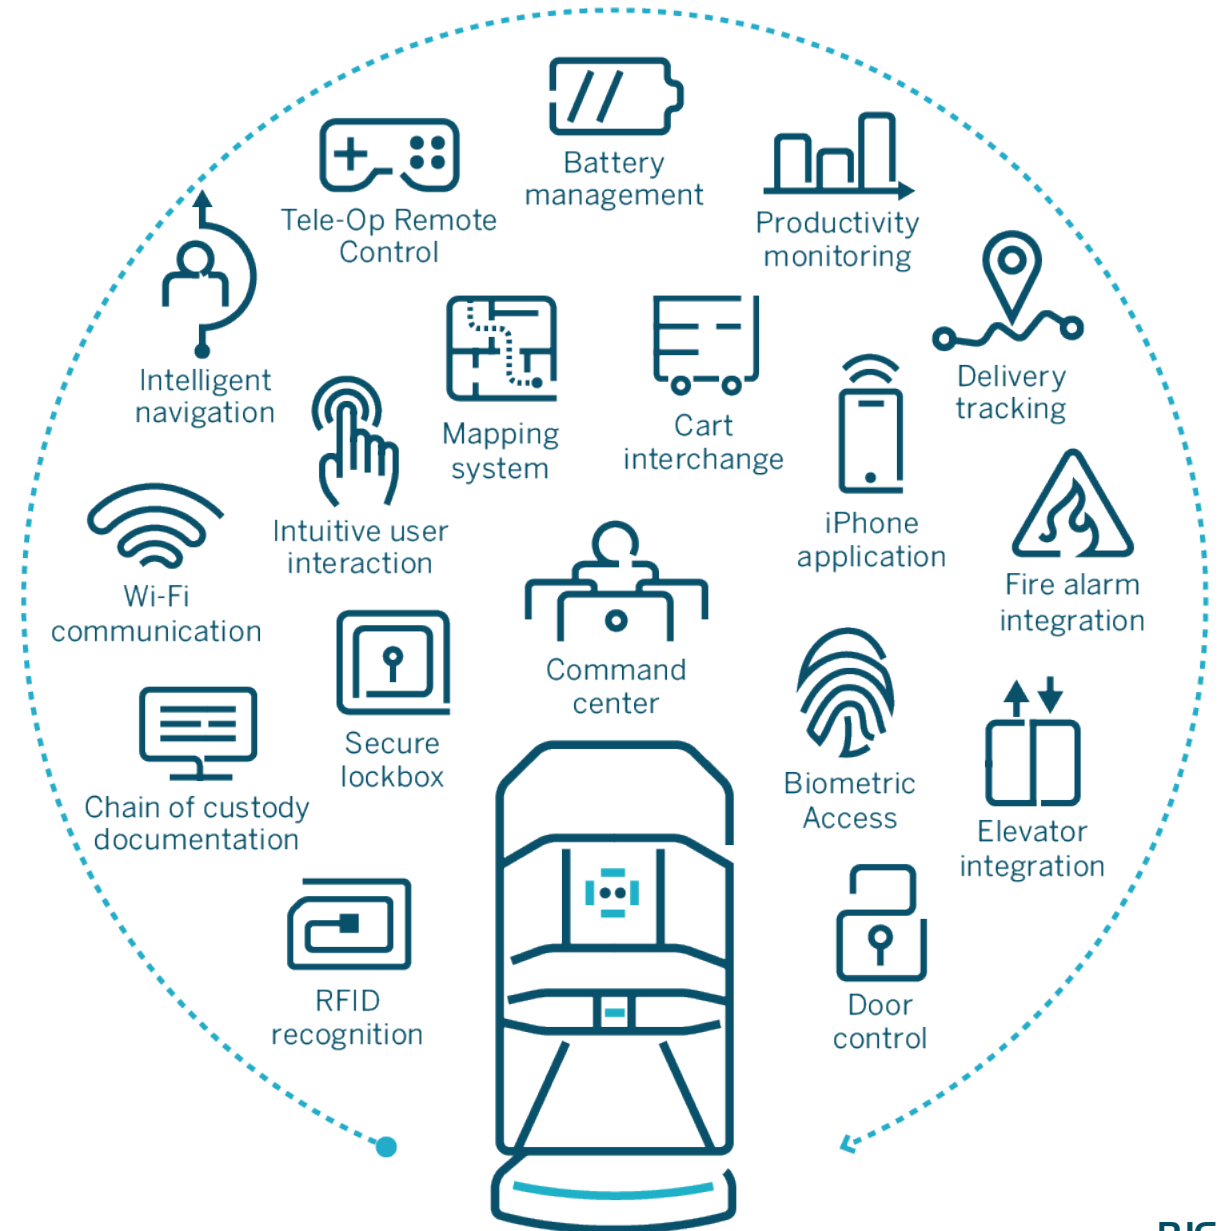 Battery
management
Tele-Op Remote
Control
Productivity
monitoring
Intelligent
navigation
Delivery
tracking
Mapping
system
Cart
interchange
Intuitive user
interaction
iPhone
application
Wi-Fi
communication
Fire alarm
integration
Command
center
Secure
lockbox
Biometric
Access
Chain of custody
documentation
Elevator
integration
RFID
recognition
Door
control